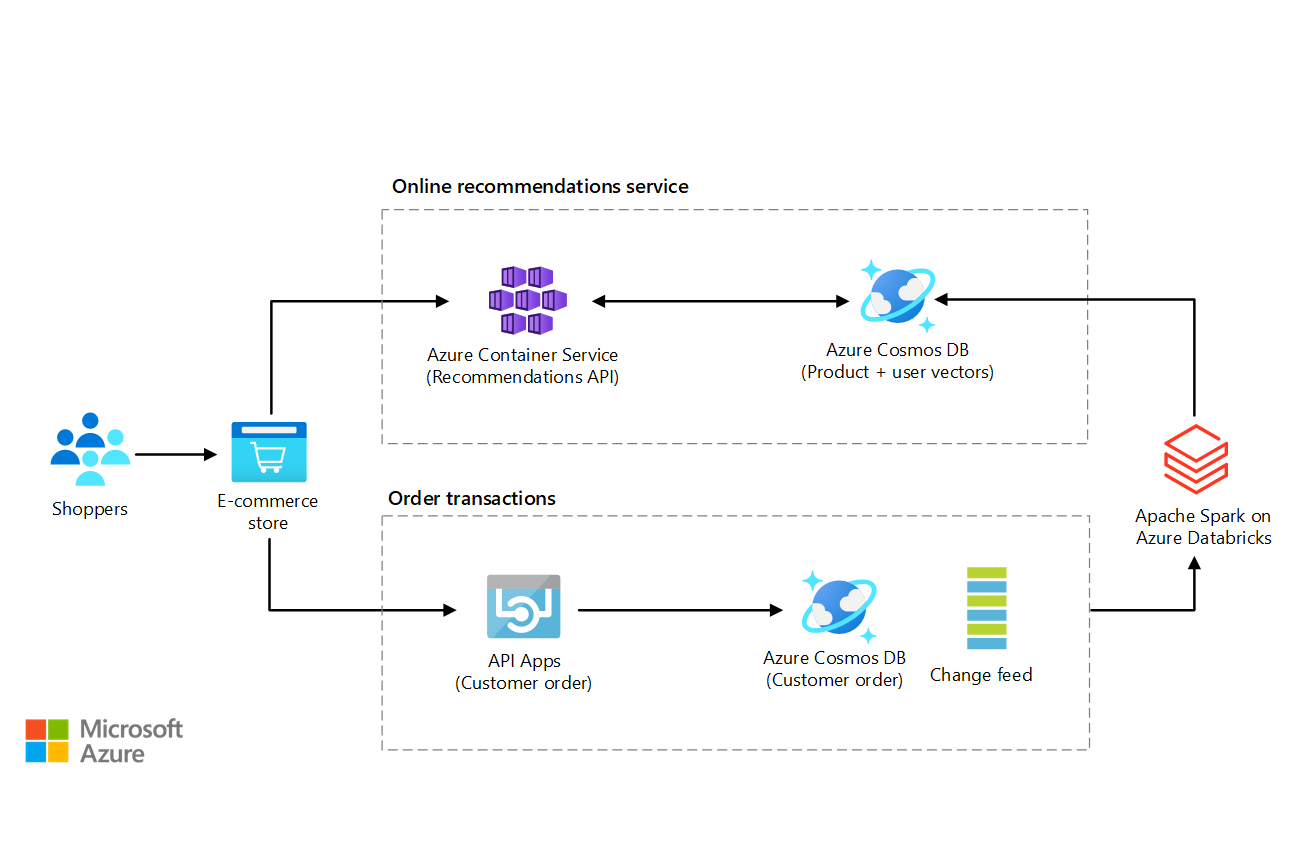 Online recommendations service
Azure Container Service
(Recommendations API)
Azure Cosmos DB
(Product + user vectors)
Shoppers
E-commerce
store
Order transactions
API Apps
(Customer order)
Azure Cosmos DB
(Customer order)
Change feed
Apache Spark on
Azure Databricks
Microsoft
Azure